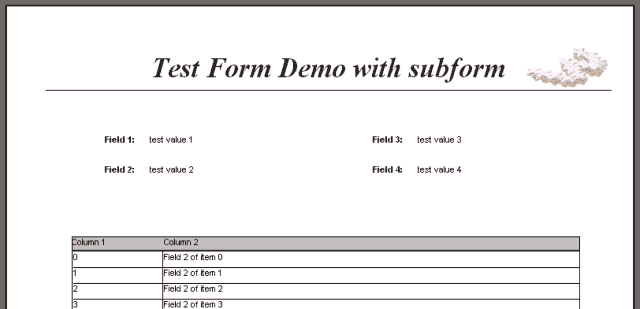 Test Form Demo with subform
Field 1: test value 1 Field 3: test value 3
Field 2: test value 2 Field 4: test value 4
Column 1 Column 2
0 Field 2 of item 0
1 Field 2 of item 1
2 Field 2 of item 2
3 Field 2 of item 3